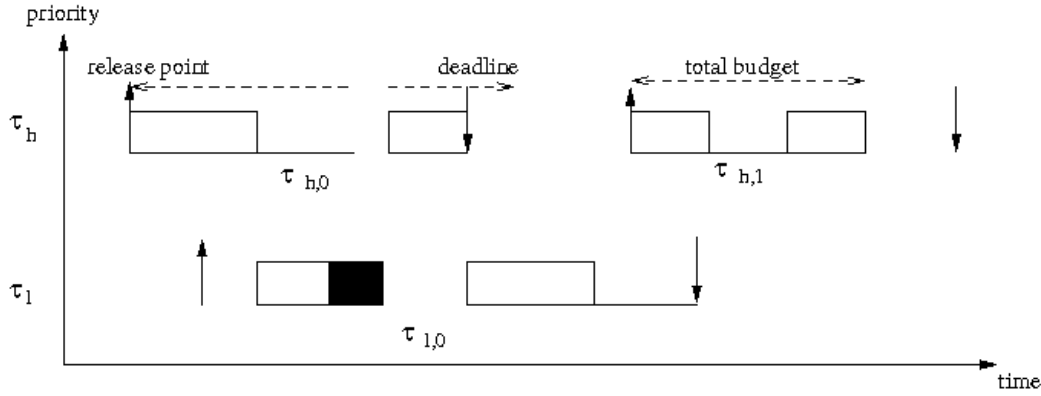 priority
release point
deadline
total budget
τ h
τ h,0
τ h,1
τ l
τ l,0
time